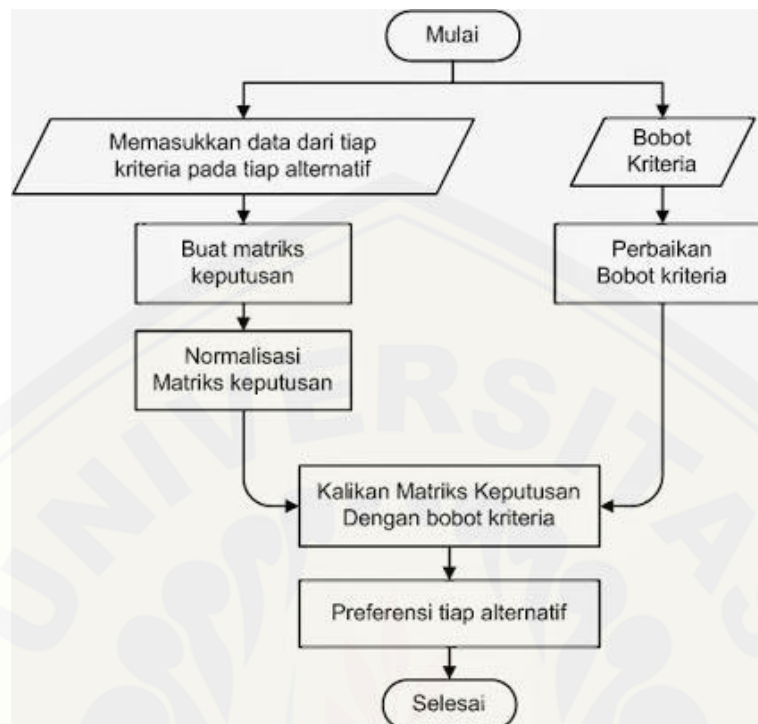 Mulai
Memasukkan data dari tiap
kriteria pada tiap alternatif
Bobot
Kriteria
Buat matriks
keputusan
Perbaikan
Bobot kriteria
Normalisasi
Matriks keputusan
Kalikan Matriks Keputusan
Dengan bobot kriteria
Preferensi tiap alternatif
Selesai
UNIVERSITAS